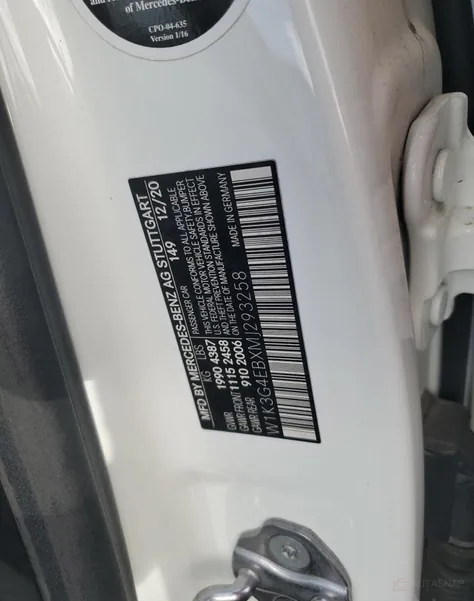 of Mercedes-Benz
CPO-04-635
Version 1/16
MFD BY MERCEDES-BENZ AG STUTTGART
149 12/20
KG LBS
GVWR 1990 4387
GAWR FRONT 1115 2458
GAWR REAR 910 2006
PASSENGER CAR
THIS VEHICLE CONFORMS TO ALL APPLICABLE
U.S. FEDERAL MOTOR VEHICLE SAFETY, BUMPER,
AND THEFT PREVENTION STANDARDS IN EFFECT
ON THE DATE OF MANUFACTURE SHOWN ABOVE
MADE IN GERMANY
W1K3G4EBXMJ293258